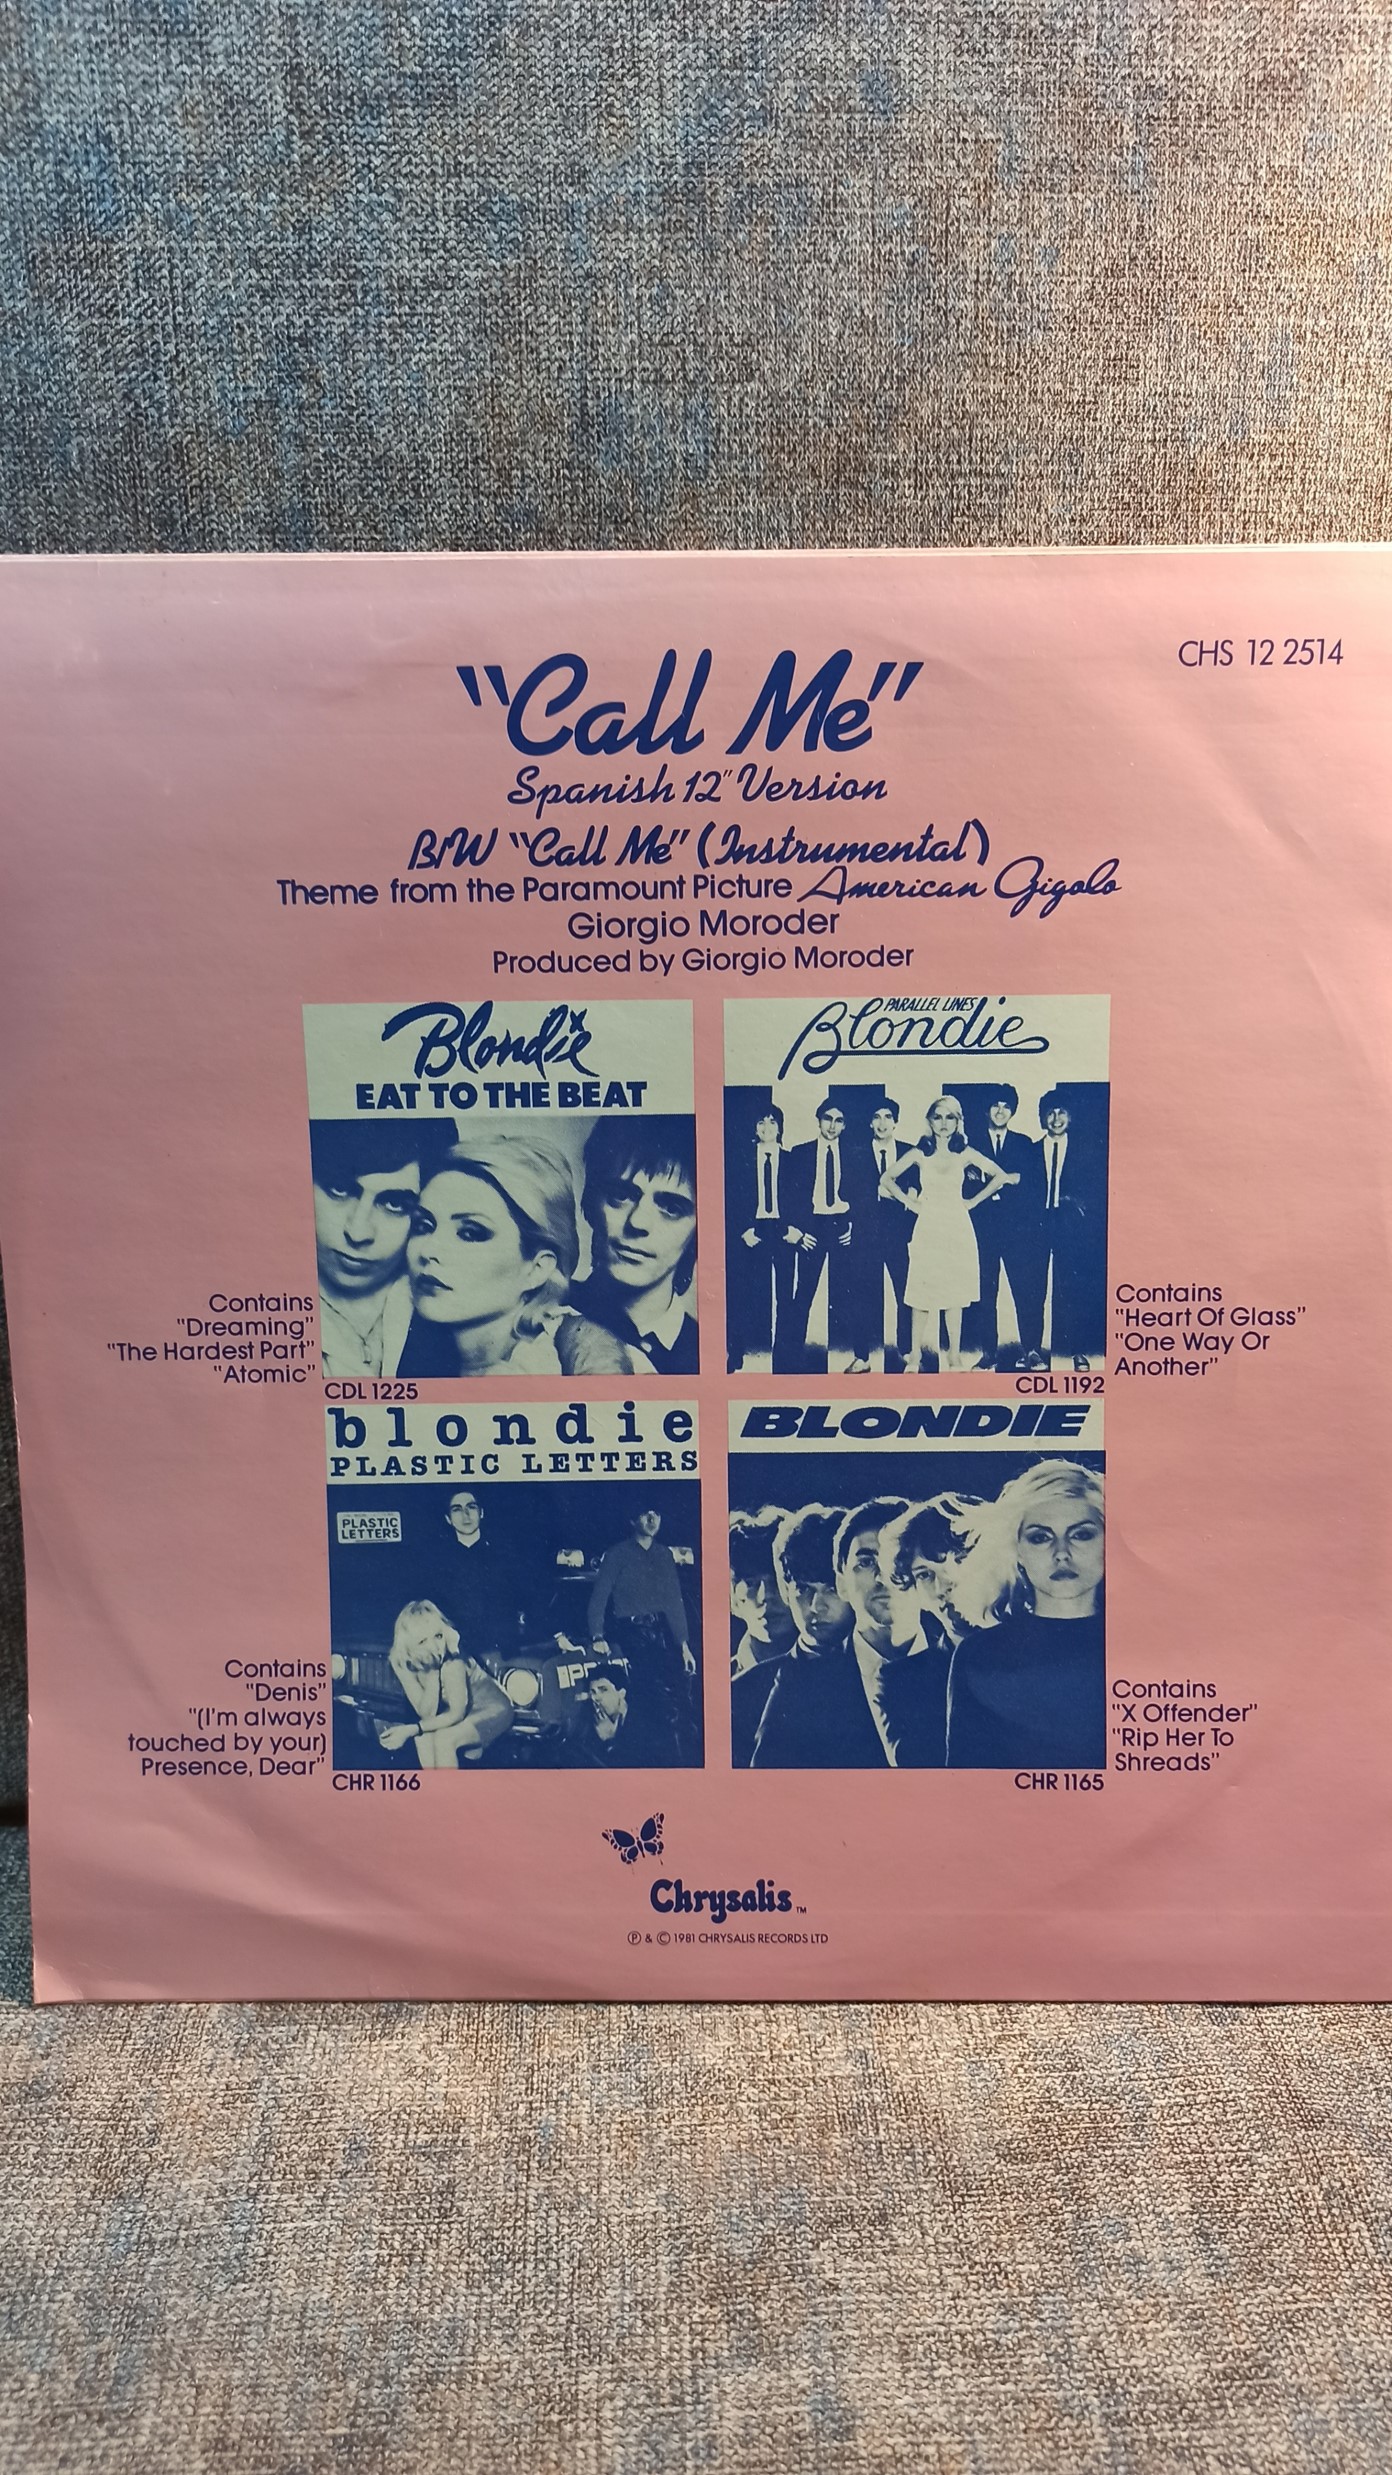 CHS 12 2514
"Call Me"
Spanish 12" Version
B/W "Call Me" (Instrumental)
Theme from the Paramount Picture American Gigolo
Giorgio Moroder
Produced by Giorgio Moroder
Blondie
EAT TO THE BEAT
Contains
"Dreaming"
"The Hardest Part"
"Atomic"
CDL 1225
PARALLEL LINES
Blondie
Contains
"Heart Of Glass"
"One Way Or
Another"
CDL 1192
blondie
PLASTIC LETTERS
PLASTIC
LETTERS
Contains
"Denis"
"(I'm always
touched by your)
Presence, Dear"
CHR 1166
BLONDIE
Contains
"X Offender"
"Rip Her To
Shreads"
CHR 1165
Chrysalis™
℗ & © 1981 CHRYSALIS RECORDS LTD